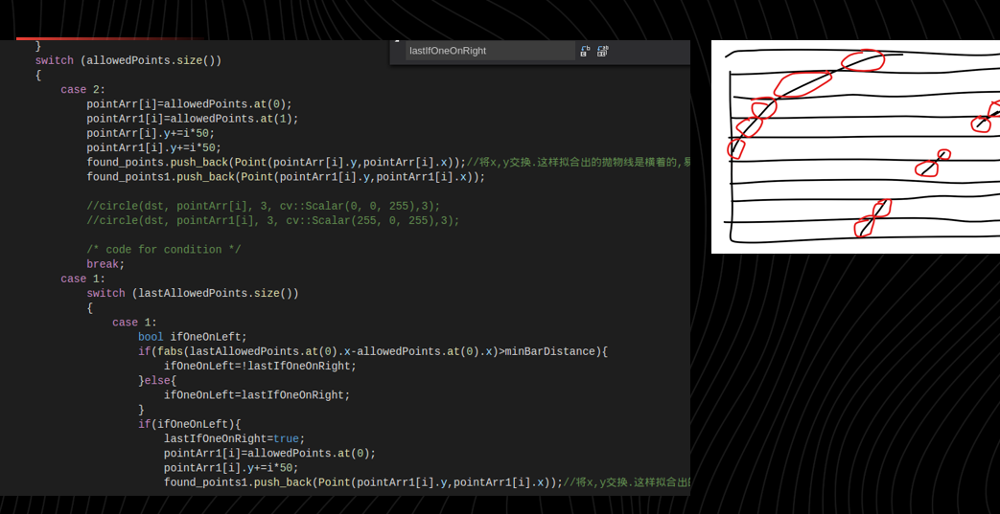 lastIfOneOnRight
}
switch (allowedPoints.size())
{
case 2:
pointArr[i]=allowedPoints.at(0);
pointArr1[i]=allowedPoints.at(1);
pointArr[i].y+=i*50;
pointArr1[i].y+=i*50;
found_points.push_back(Point(pointArr[i].y,pointArr[i].x));//将x,y交换.这样拟合出的抛物线是横着的,易
found_points1.push_back(Point(pointArr1[i].y,pointArr1[i].x));
//circle(dst, pointArr[i], 3, cv::Scalar(0, 0, 255),3);
//circle(dst, pointArr1[i], 3, cv::Scalar(255, 0, 255),3);
/* code for condition */
break;
case 1:
switch (lastAllowedPoints.size())
{
case 1:
bool ifOneOnLeft;
if(fabs(lastAllowedPoints.at(0).x-allowedPoints.at(0).x)>minBarDistance){
ifOneOnLeft=!lastIfOneOnRight;
}else{
ifOneOnLeft=lastIfOneOnRight;
}
if(ifOneOnLeft){
lastIfOneOnRight=true;
pointArr1[i]=allowedPoints.at(0);
pointArr1[i].y+=i*50;
found_points1.push_back(Point(pointArr1[i].y,pointArr1[i].x));//将x,y交换.这样拟合出